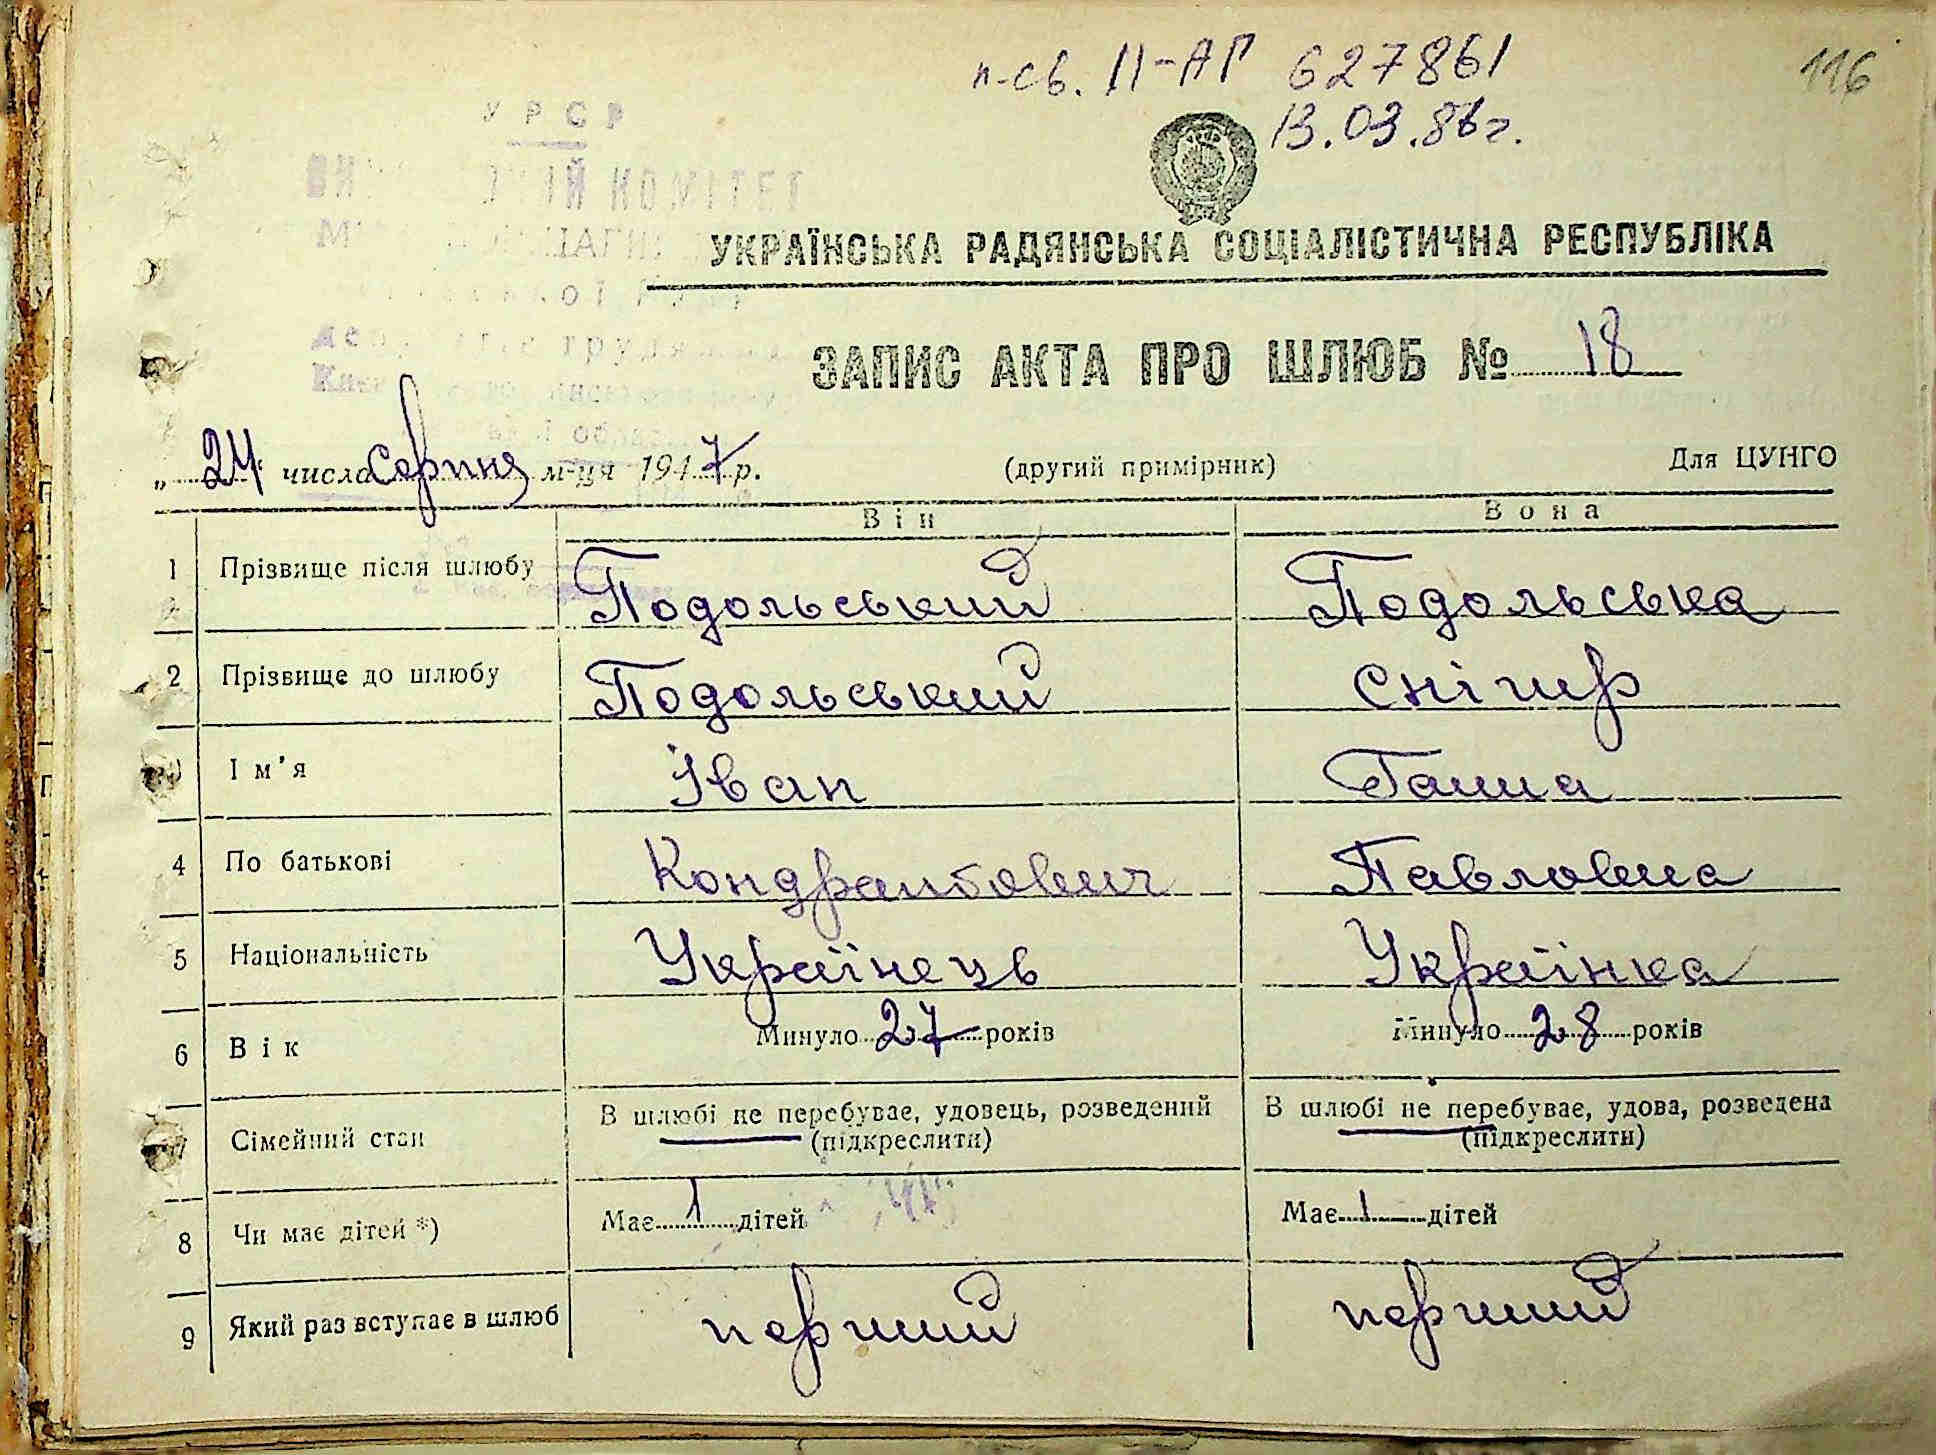 п-св. ІІ-АП 627861
116
13.03.86г.
УРСР
КОМІТЕТ
УКРАЇНСЬКА РАДЯНСЬКА СОЦІАЛІСТИЧНА РЕСПУБЛІКА
ЗАПИС АКТА ПРО ШЛЮБ № 18
„ 24 " числа серпня м-ця 1947 р. (другий примірник) Для ЦУНГО
Він Вона
1 Прізвище після шлюбу Подольський Подольська
2 Прізвище до шлюбу Подольський Снігир
Ім'я Іван Ганна
4 По батькові Кондратович Павловна
5 Національність Українець Українка
6 Вік Минуло 27 років Минуло 28 років
7 Сімейний стан В шлюбі не перебуває, удовець, розведений В шлюбі не перебуває, удова, розведена
(підкреслити) (підкреслити)
8 Чи має дітей *) Має 1 дітей Має 1 дітей
9 Який раз вступає в шлюб перший перший